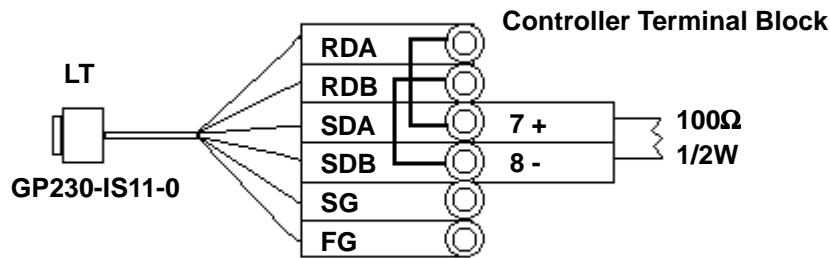 Controller Terminal Block
LT
GP230-IS11-0
RDA
RDB
SDA 7 +
SDB 8 -
SG
FG
100Ω
1/2W